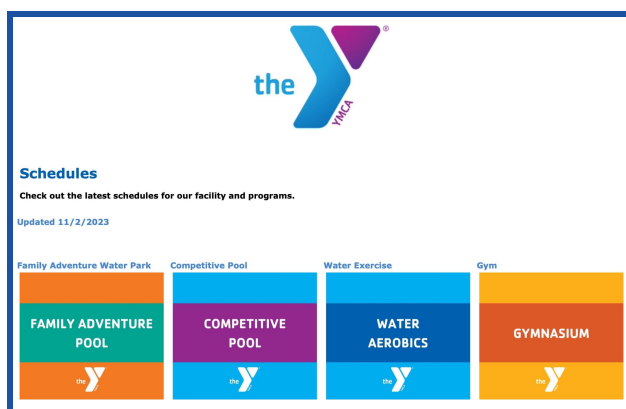 the
®
YMCA
Schedules
Check out the latest schedules for our facility and programs.
Updated 11/2/2023
Family Adventure Water Park
Competitive Pool
Water Exercise
Gym
FAMILY ADVENTURE
POOL
COMPETITIVE
POOL
WATER
AEROBICS
GYMNASIUM
the
the
the
the